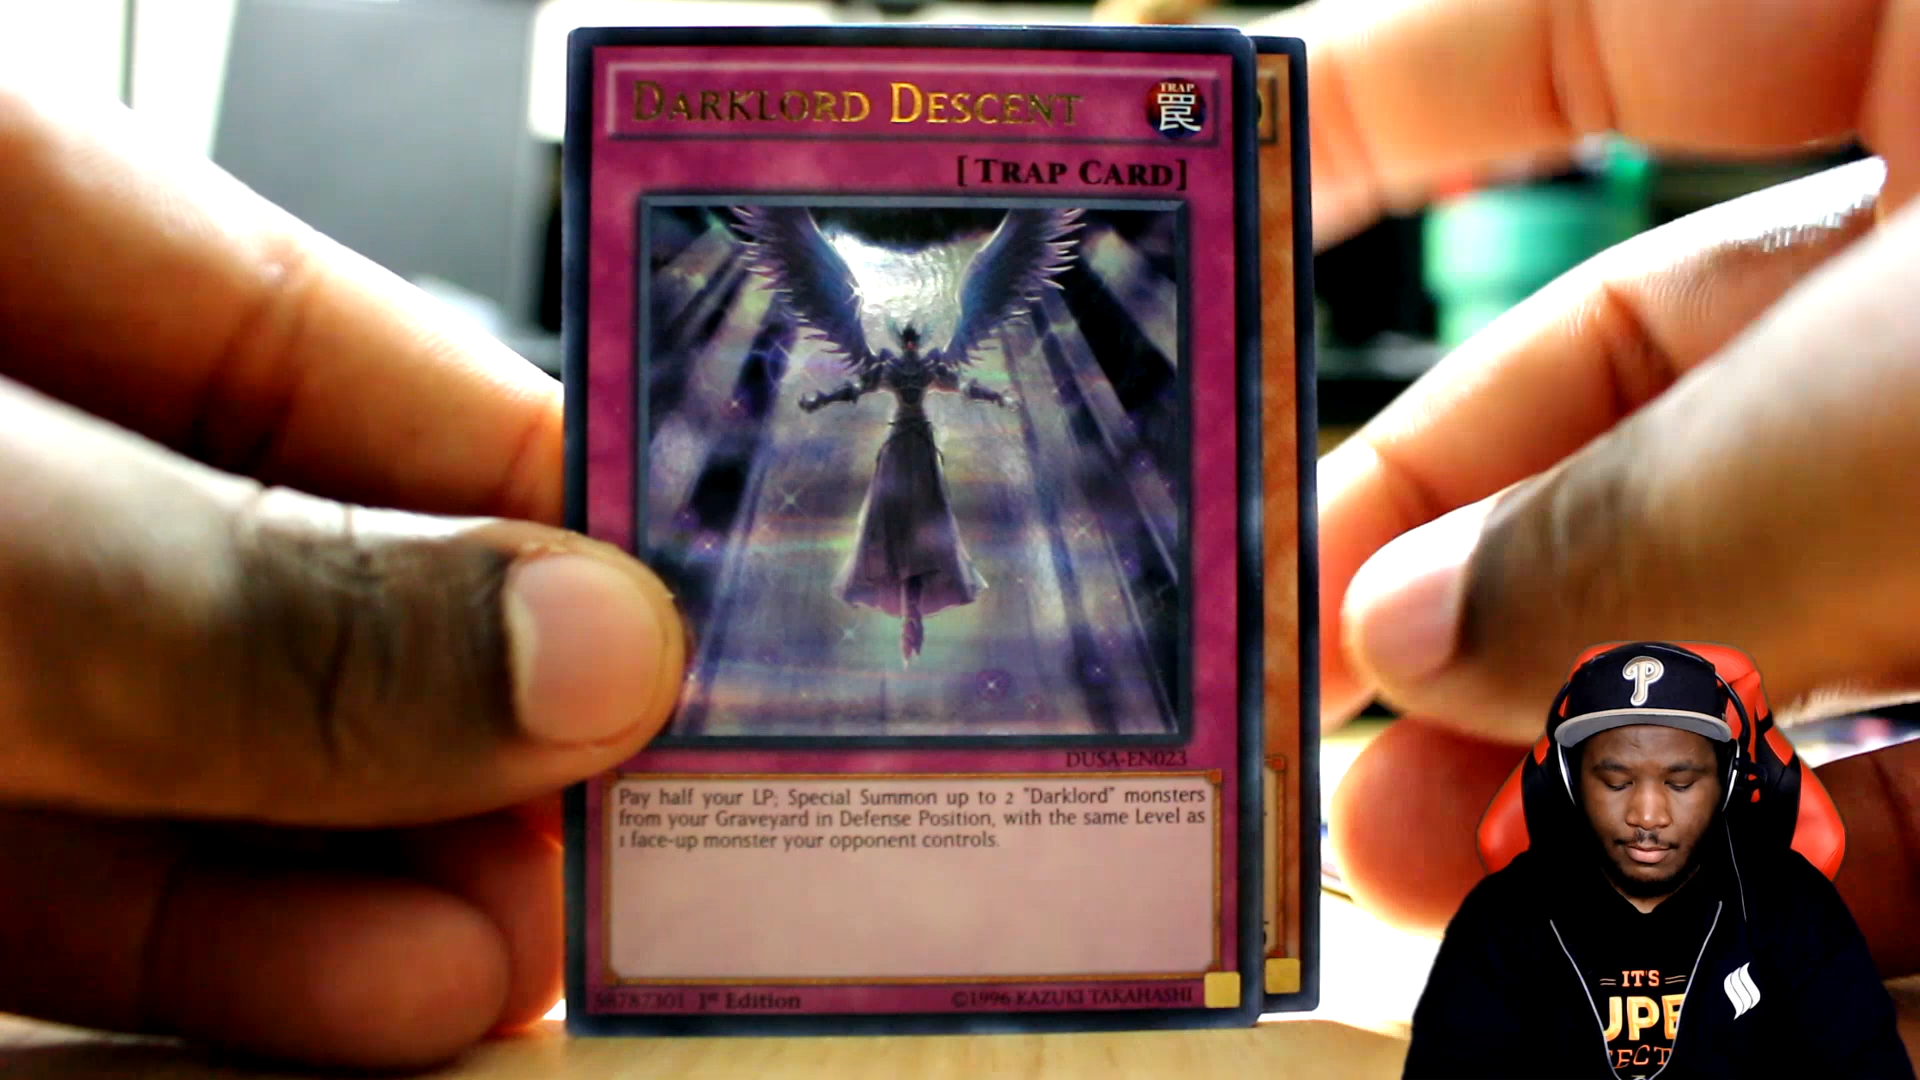 DARKLORD DESCENT
TRAP
罠
[TRAP CARD]
DUSA-EN023
Pay half your LP; Special Summon up to 2 "Darklord" monsters
from your Graveyard in Defense Position, with the same Level as
1 face-up monster your opponent controls.
1st Edition
©1996 KAZUKI TAKAHASHI
P
IT'S